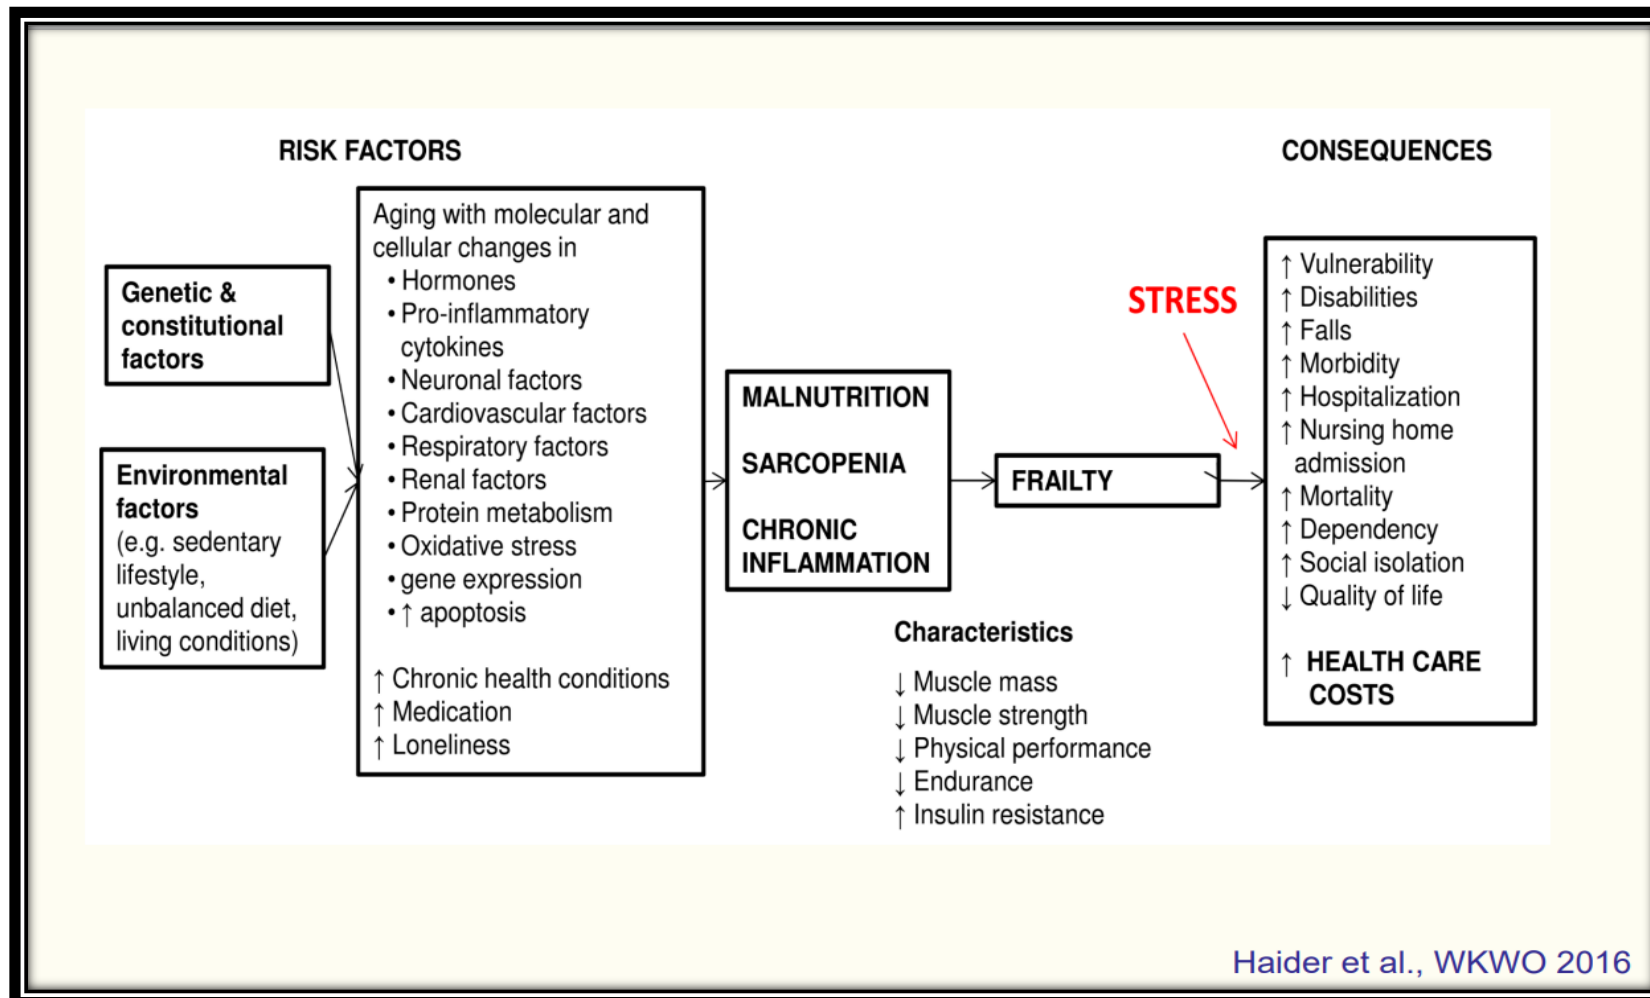 RISK FACTORS
CONSEQUENCES
Genetic &
constitutional
factors
Environmental
factors
(e.g. sedentary
lifestyle,
unbalanced diet,
living conditions)
Aging with molecular and
cellular changes in
• Hormones
• Pro-inflammatory
cytokines
• Neuronal factors
• Cardiovascular factors
• Respiratory factors
• Renal factors
• Protein metabolism
• Oxidative stress
• gene expression
• ↑ apoptosis
↑ Chronic health conditions
↑ Medication
↑ Loneliness
MALNUTRITION
SARCOPENIA
CHRONIC
INFLAMMATION
Characteristics
↓ Muscle mass
↓ Muscle strength
↓ Physical performance
↓ Endurance
↑ Insulin resistance
FRAILTY
STRESS
↑ Vulnerability
↑ Disabilities
↑ Falls
↑ Morbidity
↑ Hospitalization
↑ Nursing home
admission
↑ Mortality
↑ Dependency
↑ Social isolation
↓ Quality of life
↑ HEALTH CARE
COSTS
Haider et al., WKWO 2016